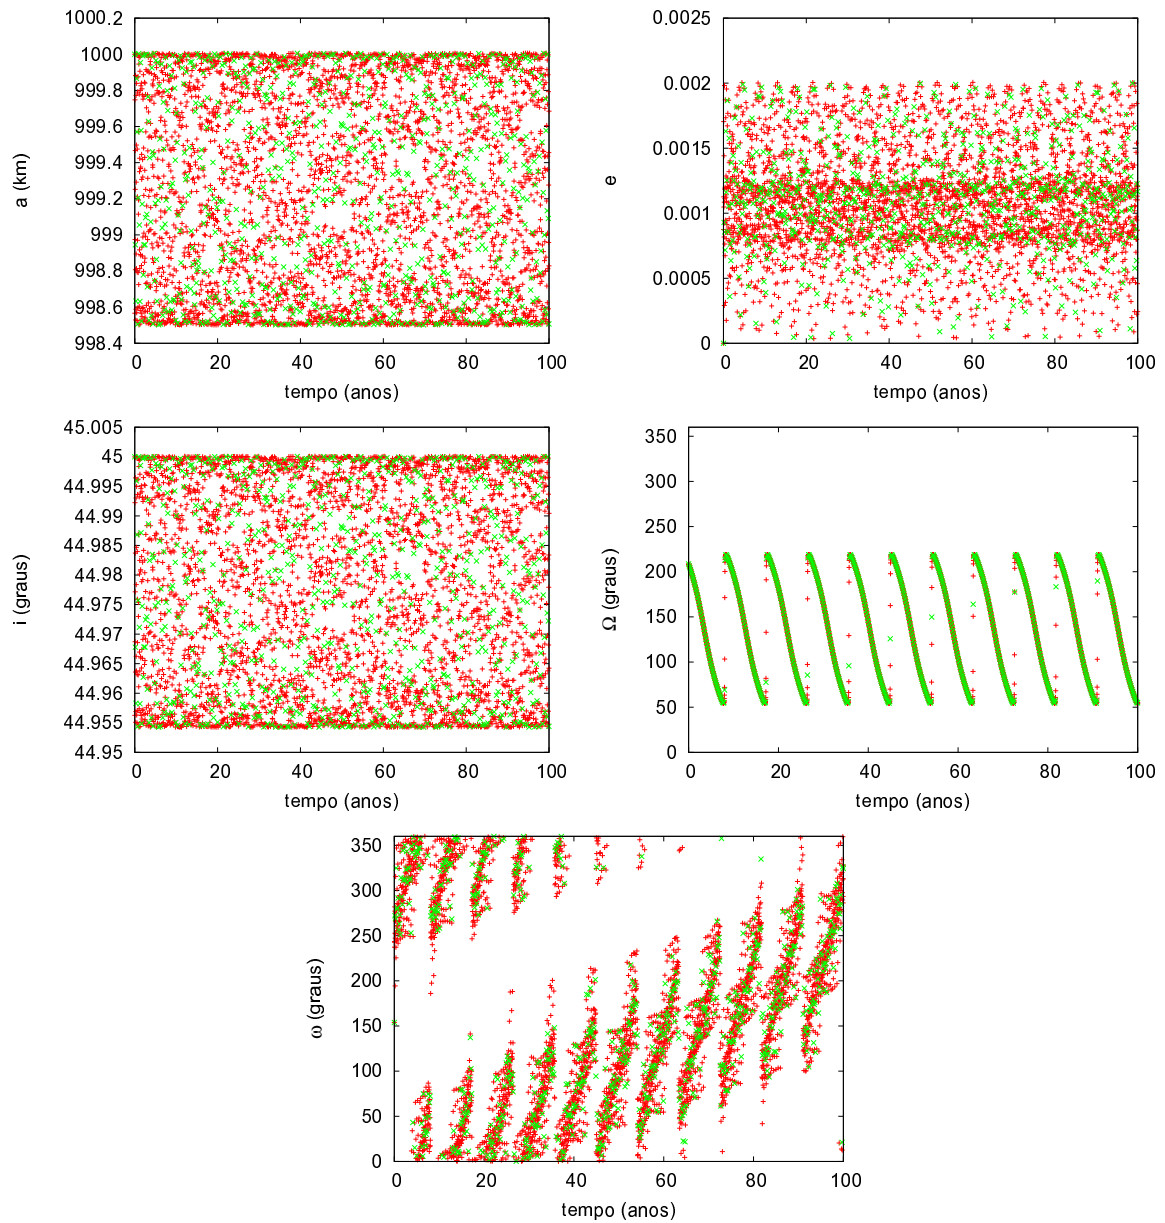 1000.2
1000
999.8
999.6
999.4
999.2
999
998.8
998.6
998.4
a (km)
0 20 40 60 80 100
tempo (anos)
0.0025
0.002
0.0015
0.001
0.0005
0
e
0 20 40 60 80 100
tempo (anos)
45.005
45
44.995
44.99
44.985
44.98
44.975
44.97
44.965
44.96
44.955
44.95
i (graus)
0 20 40 60 80 100
tempo (anos)
350
300
250
200
150
100
50
0
Ω (graus)
0 20 40 60 80 100
tempo (anos)
350
300
250
200
150
100
50
0
ω (graus)
0 20 40 60 80 100
tempo (anos)